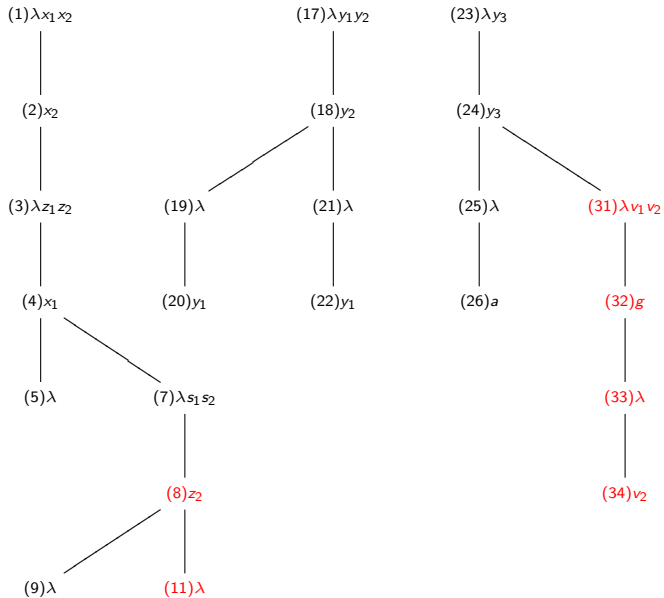 (1)λx₁x₂ (17)λy₁y₂ (23)λy₃
(2)x₂ (18)y₂ (24)y₃
(3)λz₁z₂ (19)λ (21)λ (25)λ (31)λv₁v₂
(4)x₁ (20)y₁ (22)y₁ (26)a (32)g
(5)λ (7)λs₁s₂ (33)λ
(8)z₂ (34)v₂
(9)λ (11)λ